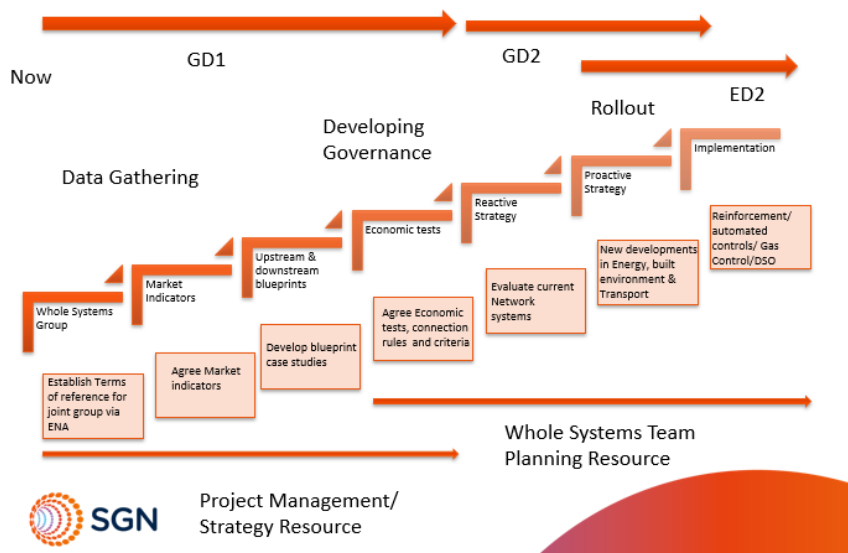 GD1
GD2
Now
ED2
Rollout
Developing
Governance
Data Gathering
Implementation
Proactive
Strategy
Reactive
Strategy
Economic tests
Upstream &
downstream
blueprints
Market
Indicators
Whole Systems
Group
Reinforcement/
automated
controls/ Gas
Control/DSO
New developments
in Energy, built
environment &
Transport
Evaluate current
Network
systems
Agree Economic
tests, connection
rules and criteria
Develop blueprint
case studies
Agree Market
indicators
Establish Terms
of reference for
joint group via
ENA
Whole Systems Team
Planning Resource
Project Management/
Strategy Resource
SGN